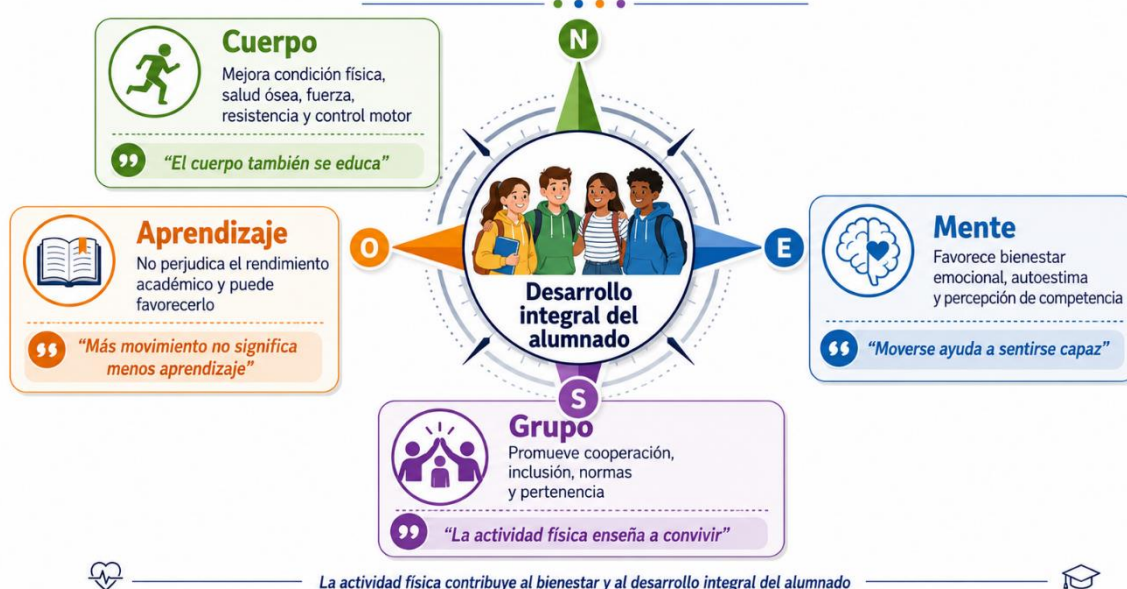 N
Cuerpo
Mejora condición física,
salud ósea, fuerza,
resistencia y control motor
"El cuerpo también se educa"
O
Aprendizaje
No perjudica el rendimiento
académico y puede
favorecerlo
"Más movimiento no significa
menos aprendizaje"
Desarrollo
integral del
alumnado
E
Mente
Favorece bienestar
emocional, autoestima
y percepción de competencia
"Moverse ayuda a sentirse capaz"
S
Grupo
Promueve cooperación,
inclusión, normas
y pertenencia
"La actividad física enseña a convivir"
La actividad física contribuye al bienestar y al desarrollo integral del alumnado